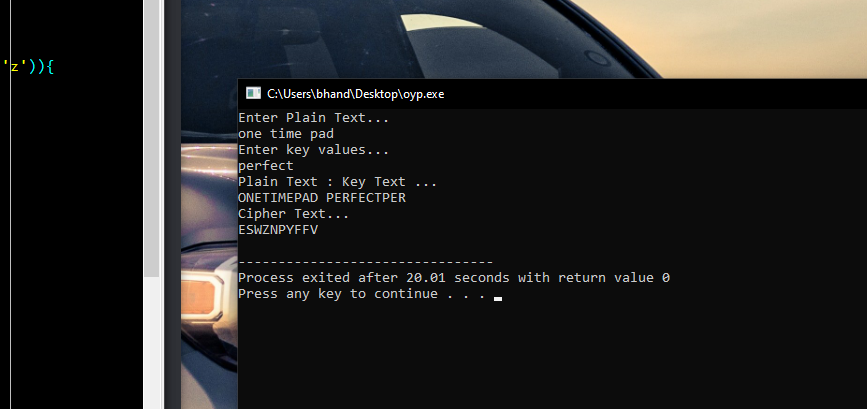 'z')){
C:\Users\bhand\Desktop\oyp.exe
Enter Plain Text...
one time pad
Enter key values...
perfect
Plain Text : Key Text ...
ONETIMEPAD PERFECTPER
Cipher Text...
ESWZNPYFFV
--------------------------------
Process exited after 20.01 seconds with return value 0
Press any key to continue . . .